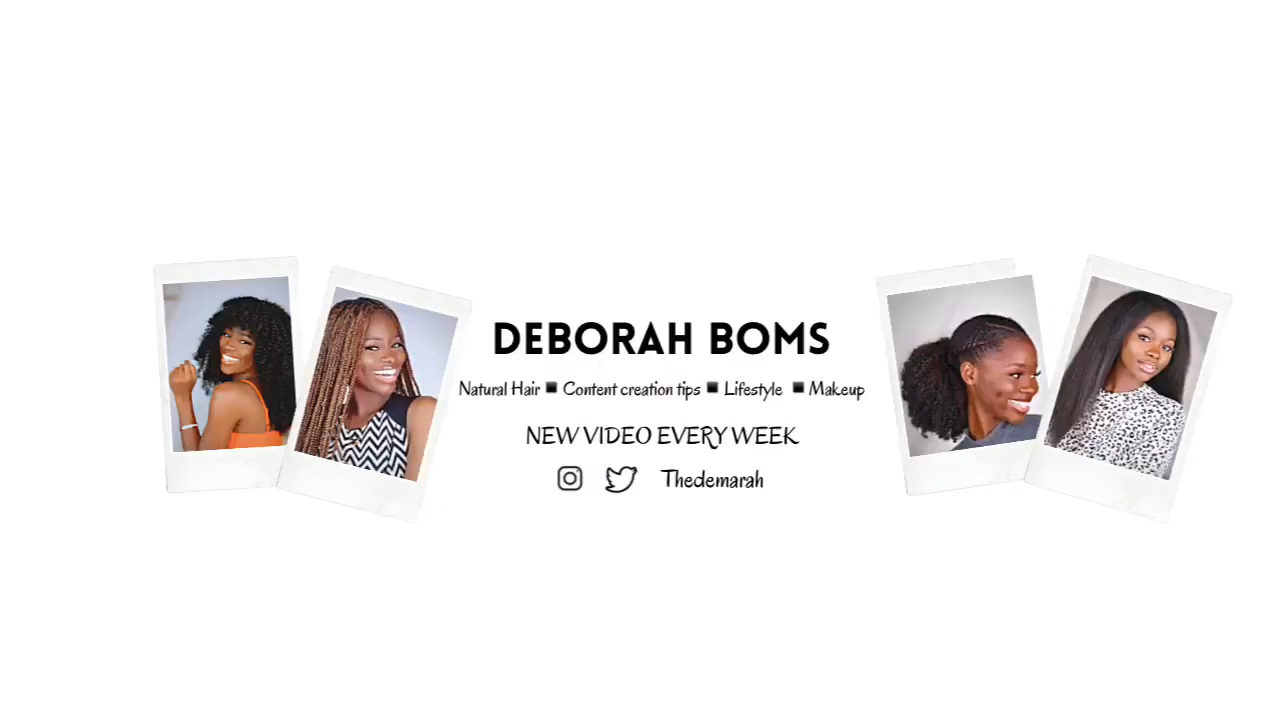 DEBORAH BOMS
Natural Hair ▪ Content creation tips ▪ Lifestyle ▪ Makeup
NEW VIDEO EVERY WEEK
Thedemarah